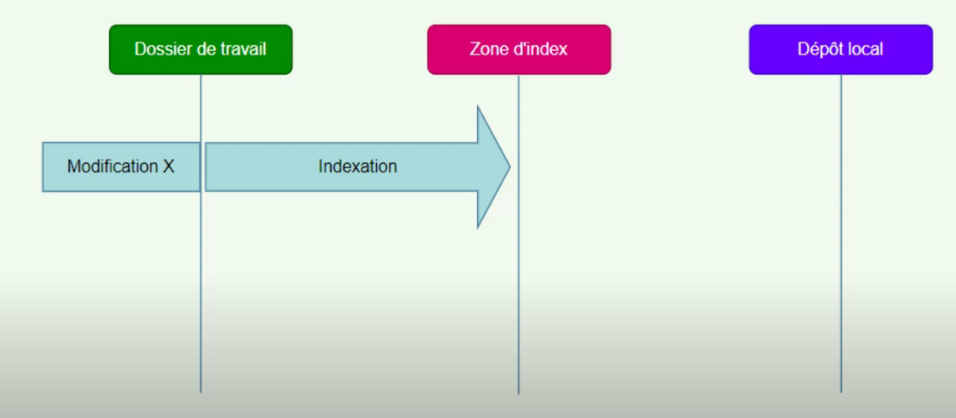 Dossier de travail
Zone d'index
Dépôt local
Modification X
Indexation